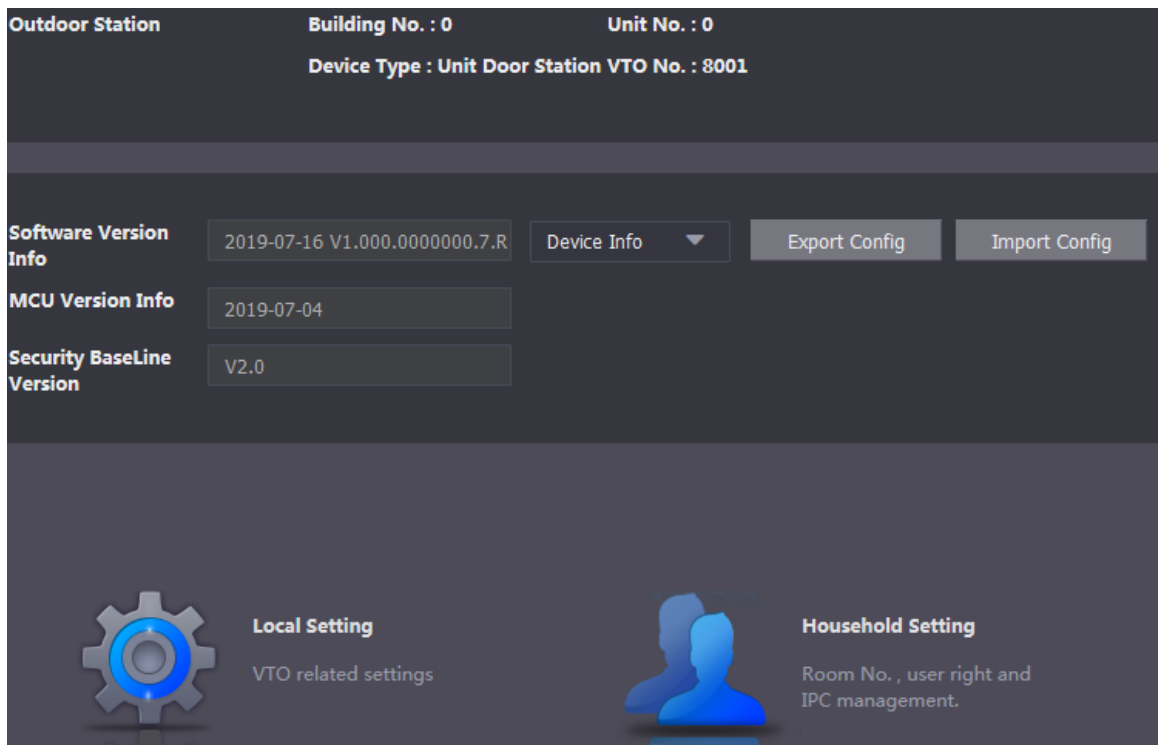 Outdoor Station Building No. : 0 Unit No. : 0
Device Type : Unit Door Station VTO No. : 8001
Software Version
Info
2019-07-16 V1.000.0000000.7.R
Device Info
Export Config
Import Config
MCU Version Info
2019-07-04
Security BaseLine
Version
V2.0
Local Setting
VTO related settings
Household Setting
Room No. , user right and
IPC management.